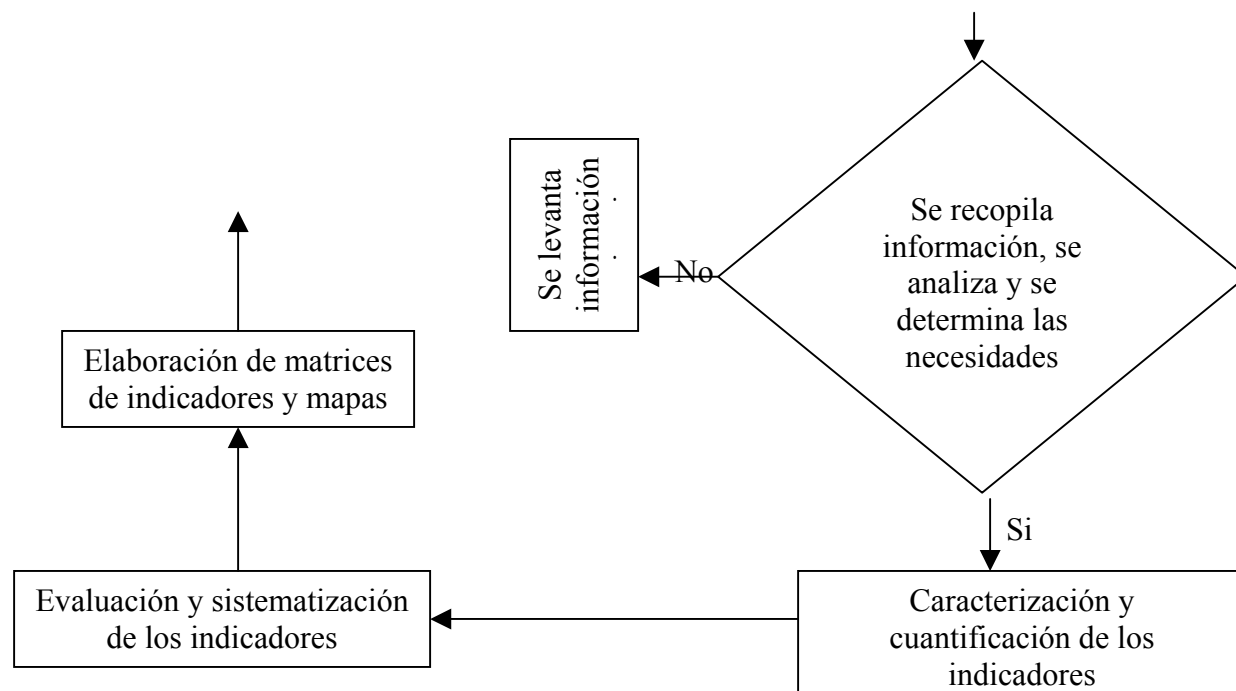 Se recopila
información, se
analiza y se
determina las
necesidades
No
Se levanta
información
Si
Caracterización y
cuantificación de los
indicadores
Evaluación y sistematización
de los indicadores
Elaboración de matrices
de indicadores y mapas